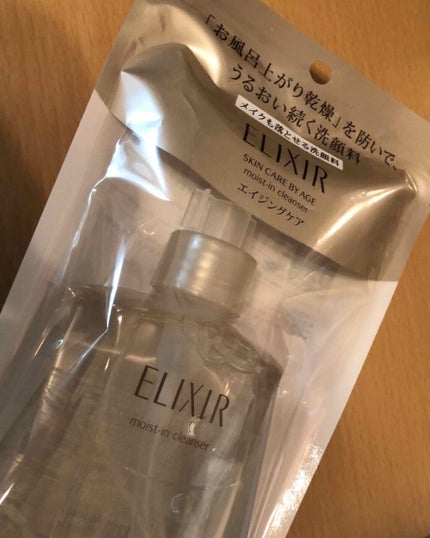 「お風呂上がり乾燥」を防いで、
うるおい続く洗顔料
メイクも落とせる洗顔料
ELIXIR
SKIN CARE BY AGE
moist-in cleanser
エイジングケア
ELIXIR
moist-in cleanser